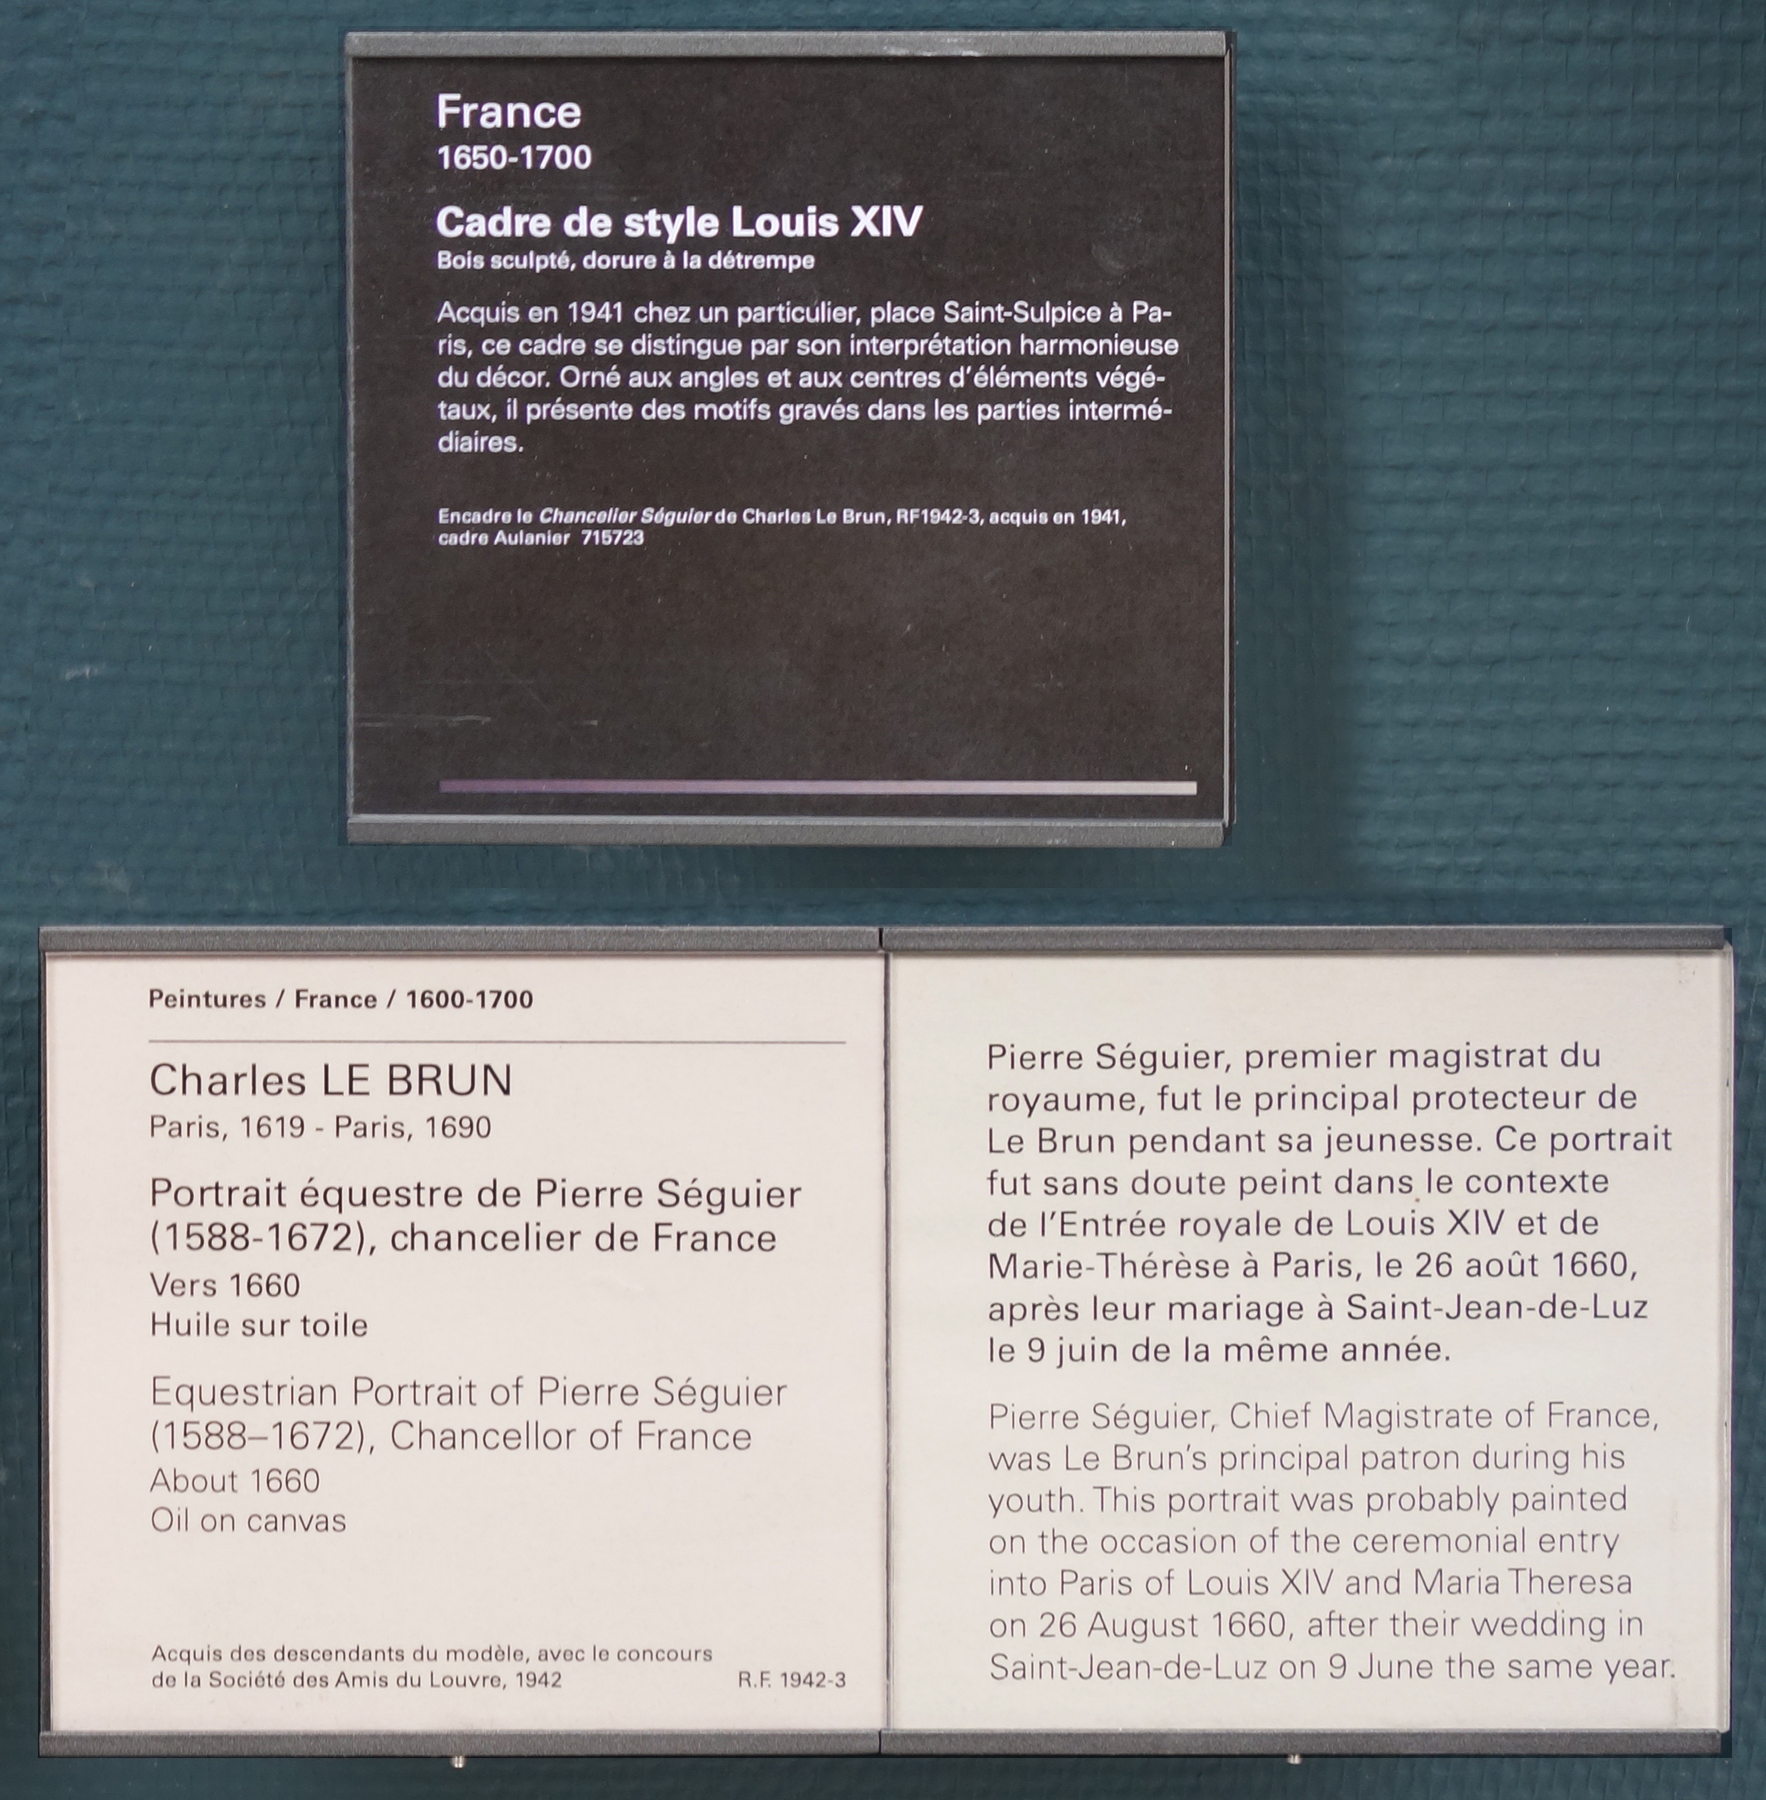 France
1650-1700
Cadre de style Louis XIV
Bois sculpté, dorure à la détrempe
Acquis en 1941 chez un particulier, place Saint-Sulpice à Pa-
ris, ce cadre se distingue par son interprétation harmonieuse
du décor. Orné aux angles et aux centres d'éléments végé-
taux, il présente des motifs gravés dans les parties intermé-
diaires.
Encadre le Chancelier Séguier de Charles Le Brun, RF1942-3, acquis en 1941,
cadre Aulanier 715723
Peintures / France / 1600-1700
Charles LE BRUN
Paris, 1619 - Paris, 1690
Portrait équestre de Pierre Séguier
(1588-1672), chancelier de France
Vers 1660
Huile sur toile
Equestrian Portrait of Pierre Séguier
(1588–1672), Chancellor of France
About 1660
Oil on canvas
Acquis des descendants du modèle, avec le concours
de la Société des Amis du Louvre, 1942 R.F. 1942-3
Pierre Séguier, premier magistrat du
royaume, fut le principal protecteur de
Le Brun pendant sa jeunesse. Ce portrait
fut sans doute peint dans le contexte
de l'Entrée royale de Louis XIV et de
Marie-Thérèse à Paris, le 26 août 1660,
après leur mariage à Saint-Jean-de-Luz
le 9 juin de la même année.
Pierre Séguier, Chief Magistrate of France,
was Le Brun's principal patron during his
youth. This portrait was probably painted
on the occasion of the ceremonial entry
into Paris of Louis XIV and Maria Theresa
on 26 August 1660, after their wedding in
Saint-Jean-de-Luz on 9 June the same year.